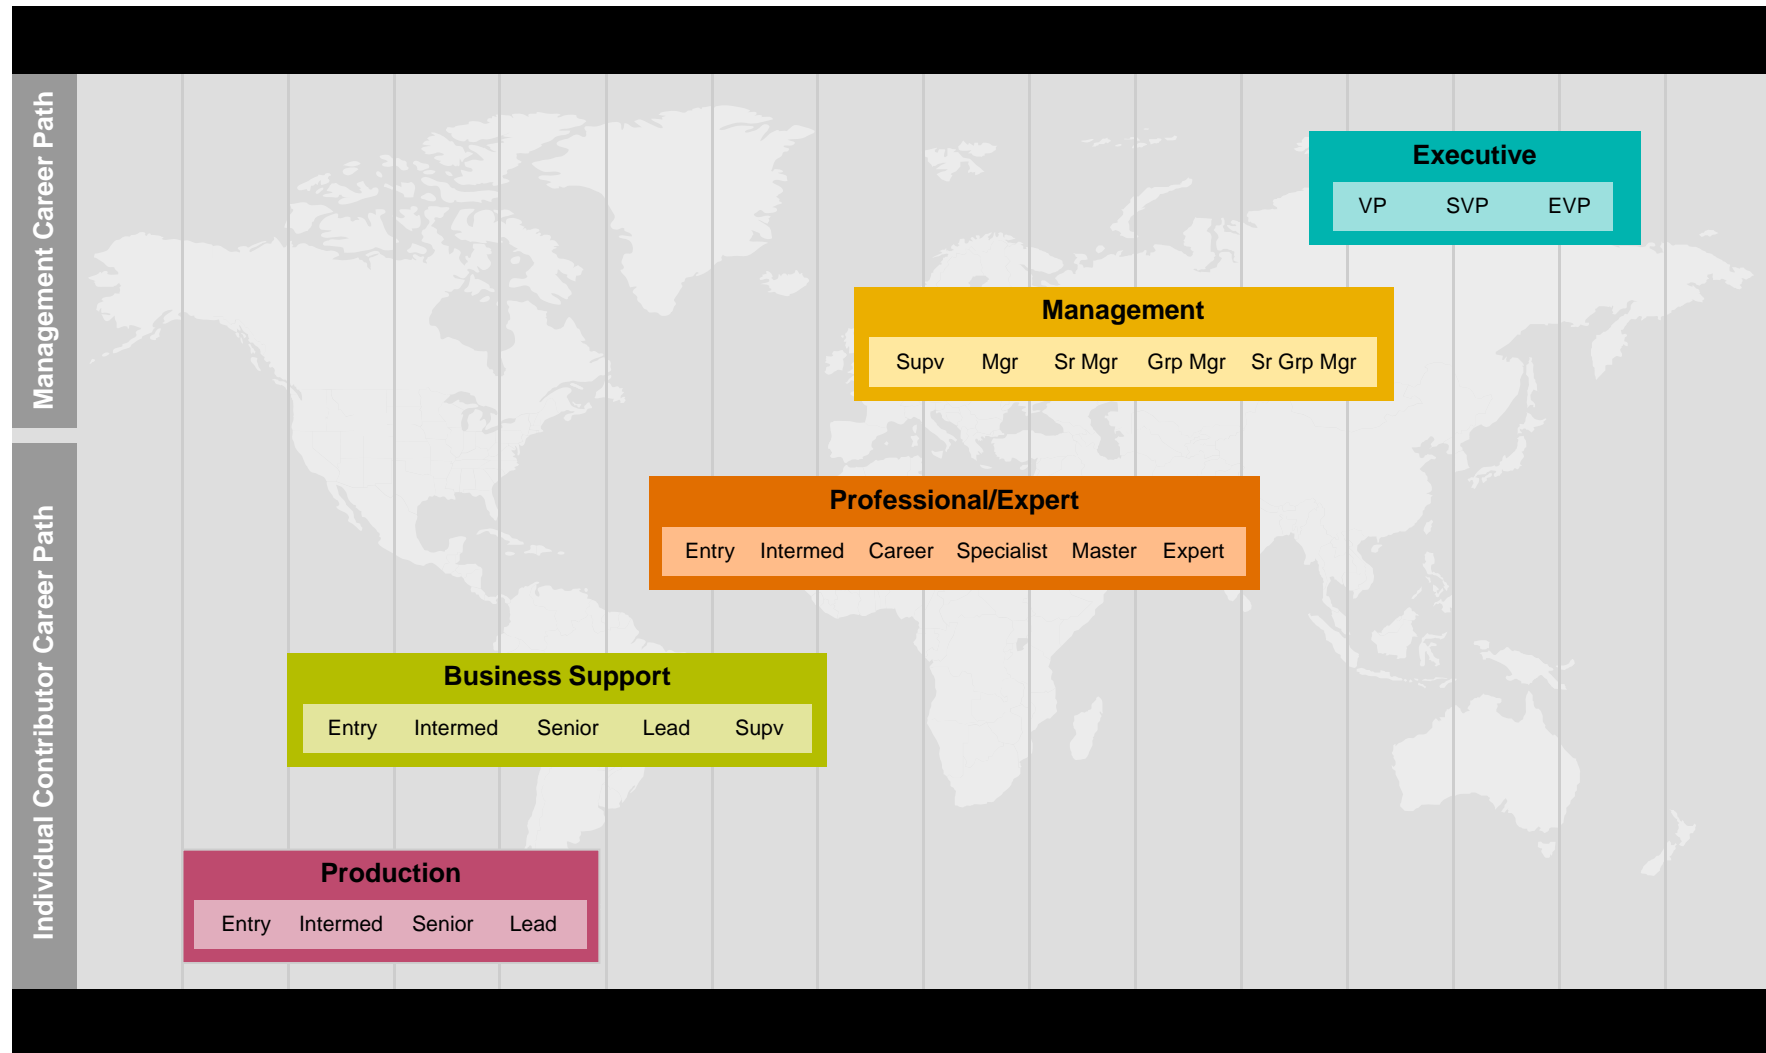 Management Career Path
Executive
VP SVP EVP
Management
Supv Mgr Sr Mgr Grp Mgr Sr Grp Mgr
Individual Contributor Career Path
Professional/Expert
Entry Intermed Career Specialist Master Expert
Business Support
Entry Intermed Senior Lead Supv
Production
Entry Intermed Senior Lead